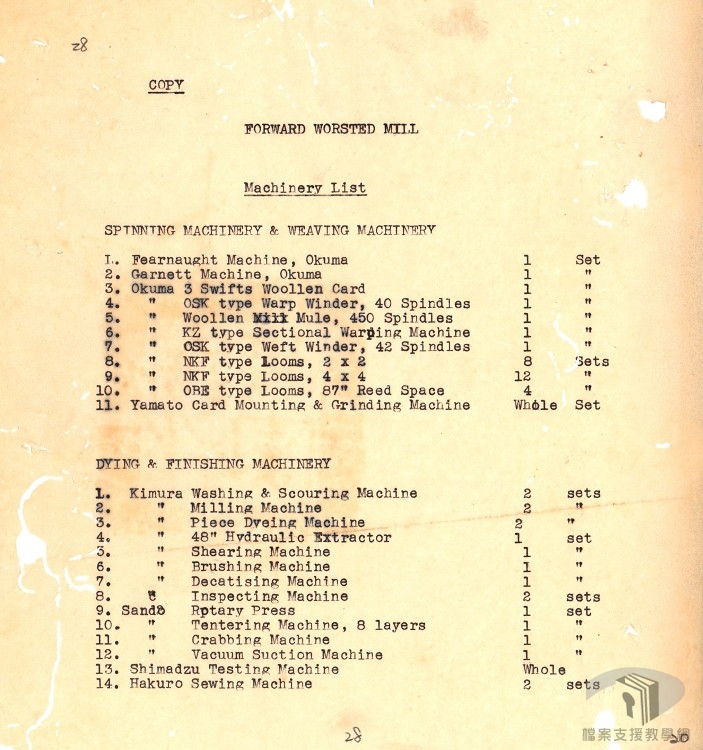 28
COPY
FORWARD WORSTED MILL
Machinery List
SPINNING MACHINERY & WEAVING MACHINERY
1. Fearnaught Machine, Okuma 1 Set
2. Garnett Machine, Okuma 1 "
3. Okuma 3 Swifts Woollen Card 1 "
4. " OSK type Warp Winder, 40 Spindles 1 "
5. " Woollen Mule, 450 Spindles 1 "
6. " KZ type Sectional Warping Machine 1 "
7. " OSK type Weft Winder, 42 Spindles 1 "
8. " NKF type Looms, 2 x 2 8 Sets
9. " NKF type Looms, 4 x 4 12 "
10. " OBE type Looms, 87" Reed Space 4 "
11. Yamato Card Mounting & Grinding Machine Whole Set
DYING & FINISHING MACHINERY
1. Kimura Washing & Scouring Machine 2 sets
2. " Milling Machine 2 "
3. " Piece Dyeing Machine 2 "
4. " 48" Hydraulic Extractor 1 set
5. " Shearing Machine 1 "
6. " Brushing Machine 1 "
7. " Decatising Machine 1 "
8. " Inspecting Machine 2 sets
9. Sando Rotary Press 1 set
10. " Tentering Machine, 8 layers 1 "
11. " Crabbing Machine 1 "
12. " Vacuum Suction Machine 1 "
13. Shimadzu Testing Machine Whole
14. Hakuro Sewing Machine 2 sets
28
檔案支援教學網